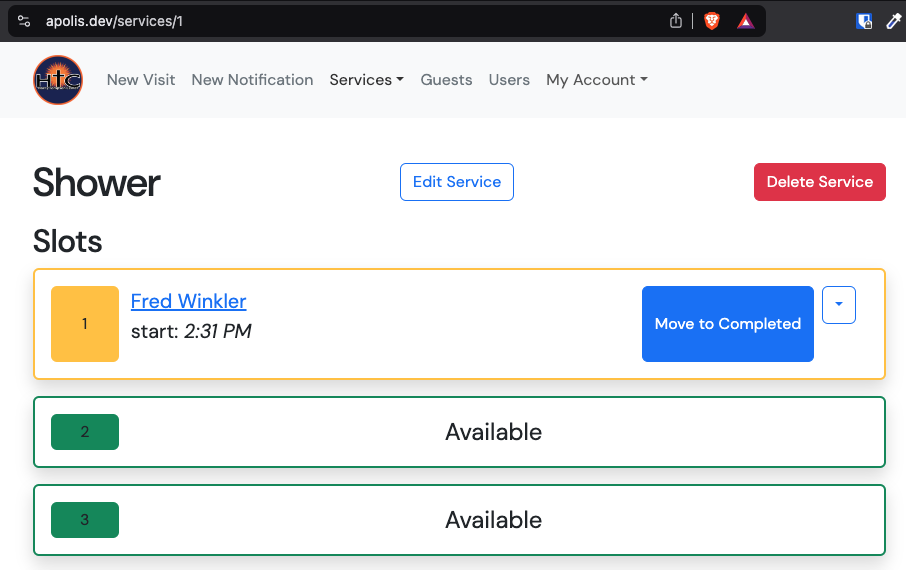 apolis.dev/services/1
HTC
New Visit New Notification Services Guests Users My Account
Shower Edit Service Delete Service
Slots
1 Fred Winkler Move to Completed
start: 2:31 PM
2 Available
3 Available